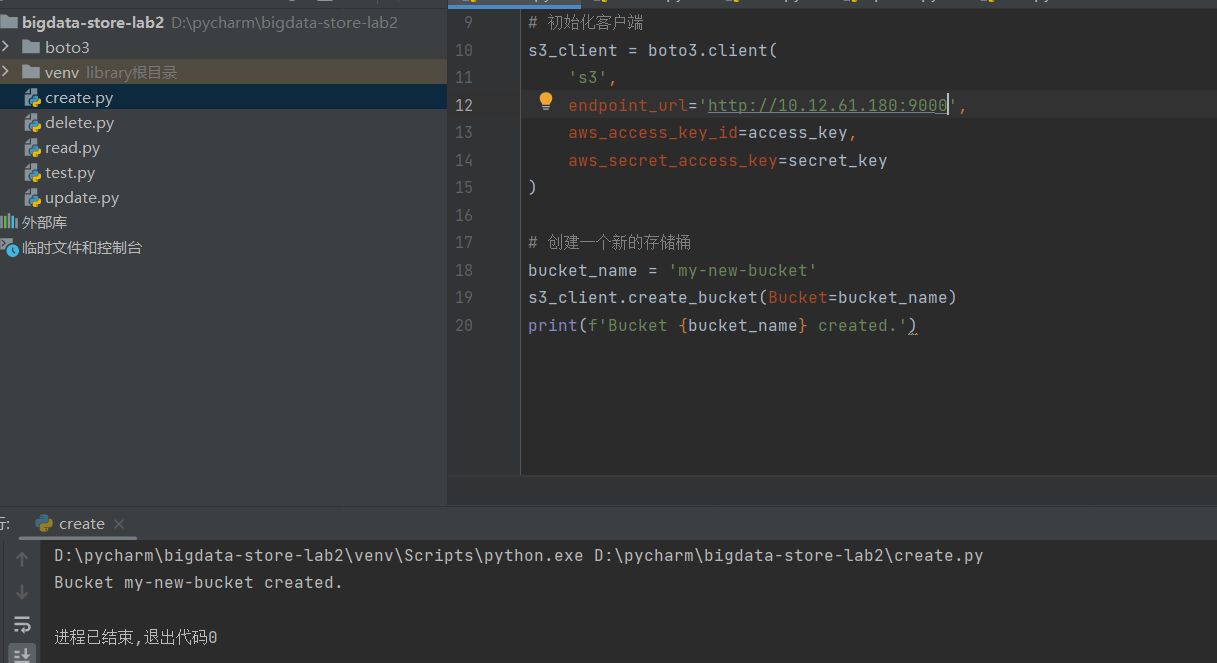 bigdata-store-lab2 D:\pycharm\bigdata-store-lab2
boto3
venv library根目录
create.py
delete.py
read.py
test.py
update.py
外部库
临时文件和控制台
9 # 初始化客户端
10 s3_client = boto3.client(
11 's3',
12 endpoint_url='http://10.12.61.180:9000',
13 aws_access_key_id=access_key,
14 aws_secret_access_key=secret_key
15 )
16
17 # 创建一个新的存储桶
18 bucket_name = 'my-new-bucket'
19 s3_client.create_bucket(Bucket=bucket_name)
20 print(f'Bucket {bucket_name} created.')
create
D:\pycharm\bigdata-store-lab2\venv\Scripts\python.exe D:\pycharm\bigdata-store-lab2\create.py
Bucket my-new-bucket created.
进程已结束,退出代码0